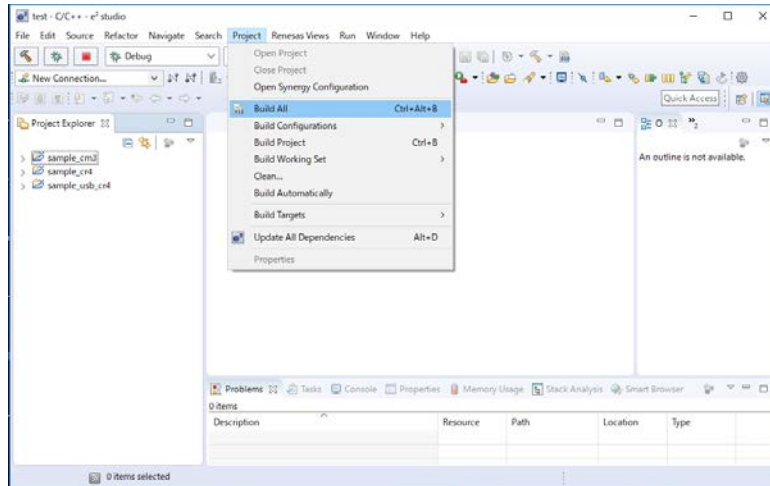 test - C/C++ - e² studio
File Edit Source Refactor Navigate Search Project Renesas Views Run Window Help
Debug
New Connection...
Quick Access
Project Explorer
sample_cm3
sample_cr4
sample_usb_cr4
Open Project
Close Project
Open Synergy Configuration
Build All Ctrl+Alt+B
Build Configurations
Build Project Ctrl+B
Build Working Set
Clean...
Build Automatically
Build Targets
Update All Dependencies Alt+D
Properties
O
An outline is not available.
Problems Tasks Console Properties Memory Usage Stack Analysis Smart Browser
0 items
Description Resource Path Location Type
0 items selected